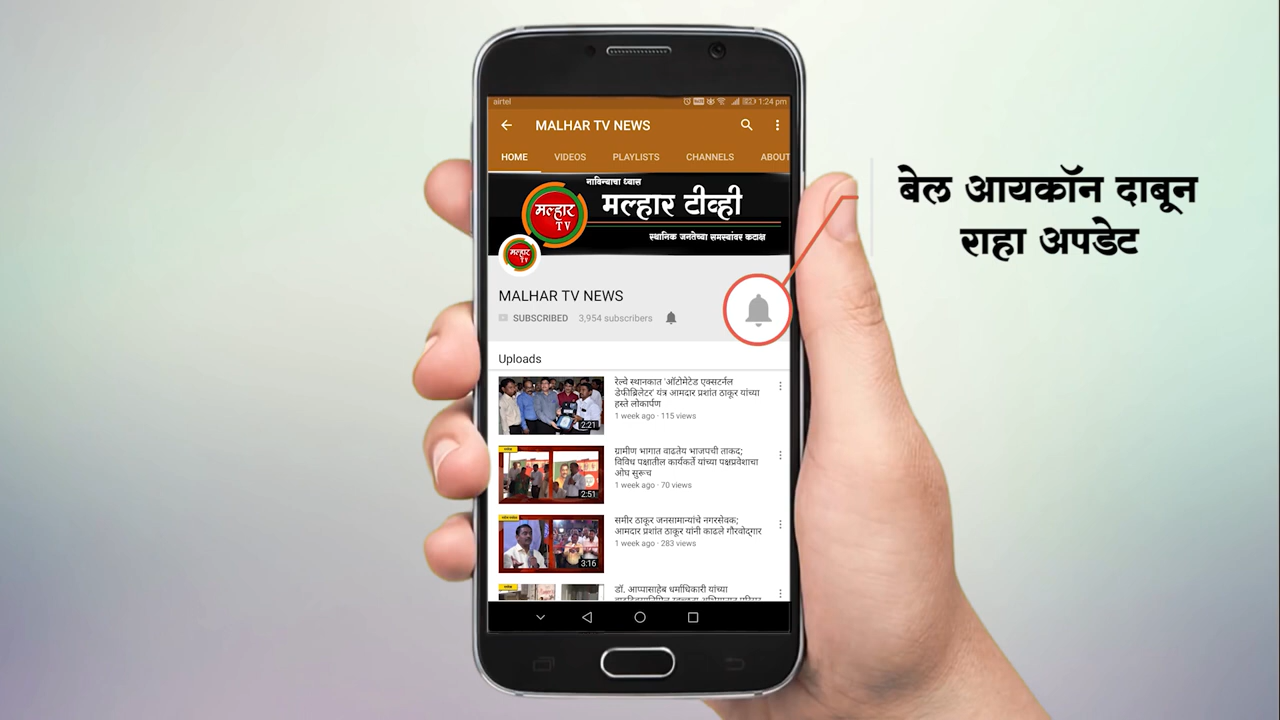 airtel
1:24 pm
MALHAR TV NEWS
HOME VIDEOS PLAYLISTS CHANNELS ABOUT
नाविन्याचा ध्यास
मल्हार टीव्ही
स्थानिक जनतेच्या समस्यांवर कटाक्ष
मल्हार
TV
मल्हार
TV
MALHAR TV NEWS
SUBSCRIBED 3,954 subscribers
Uploads
रेल्वे स्थानकात 'ऑटोमेटेड एक्सटर्नल
डेफीब्रिलेटर' यंत्र आमदार प्रशांत ठाकूर यांच्या
हस्ते लोकार्पण
1 week ago · 115 views
2:21
ग्रामीण भागात वाढतेय भाजपची ताकद;
विविध पक्षातील कार्यकर्ते यांच्या पक्षप्रवेशाचा
ओघ सुरूच
1 week ago · 70 views
2:51
समीर ठाकूर जनसामान्यांचे नगरसेवक;
आमदार प्रशांत ठाकूर यांनी काढले गौरवोद्गार
1 week ago · 283 views
3:16
डॉ. आप्पासाहेब धर्माधिकारी यांच्या
बेल आयकॉन दाबून
राहा अपडेट